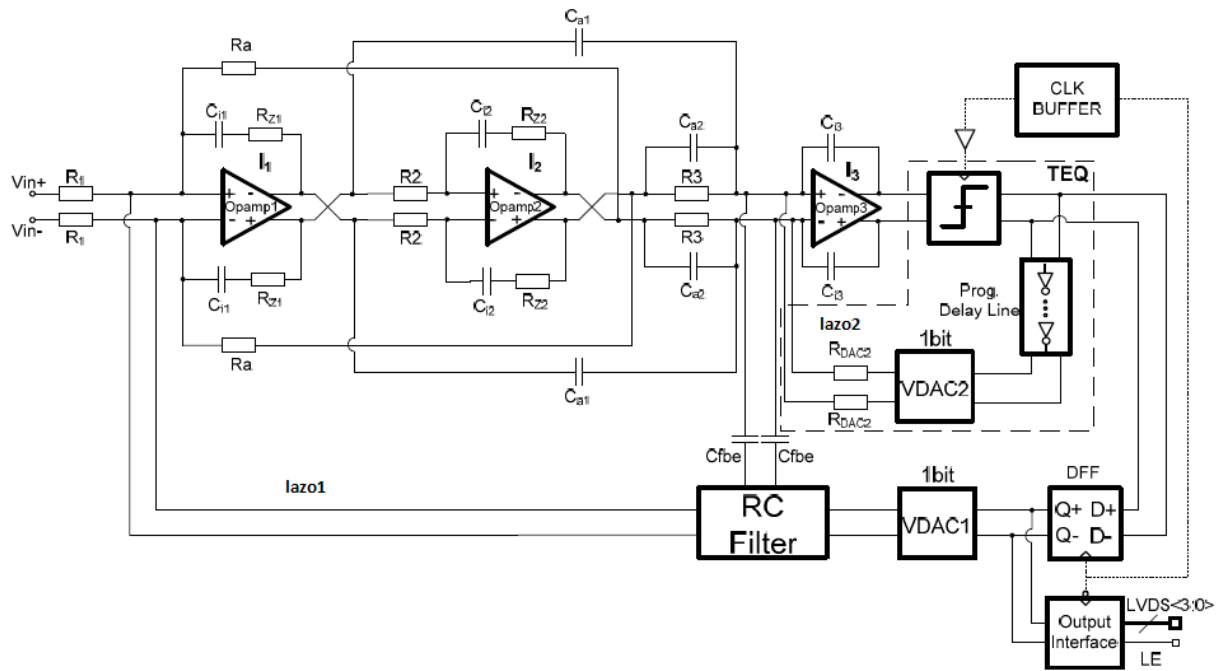 Ca1
Ra
CLK
BUFFER
Ci1
RZ1
Ci2
RZ2
Ca2
Ci3
TEQ
Vin+
R1
I1
R2
I2
R3
I3
+ -
Opamp1
+ -
Opamp2
+ -
Opamp3
Vin-
R1
- +
R2
- +
R3
- +
Ci1
RZ1
Ci2
RZ2
Ca2
Ci3
Prog.
Delay Line
lazo2
1bit
RDAC2
VDAC2
Ra
Ca1
RDAC2
Cfbe
Cfbe
lazo1
1bit
DFF
RC
Filter
VDAC1
Q+ D+
Q- D-
Output
Interface
LVDS<3:0>
LE